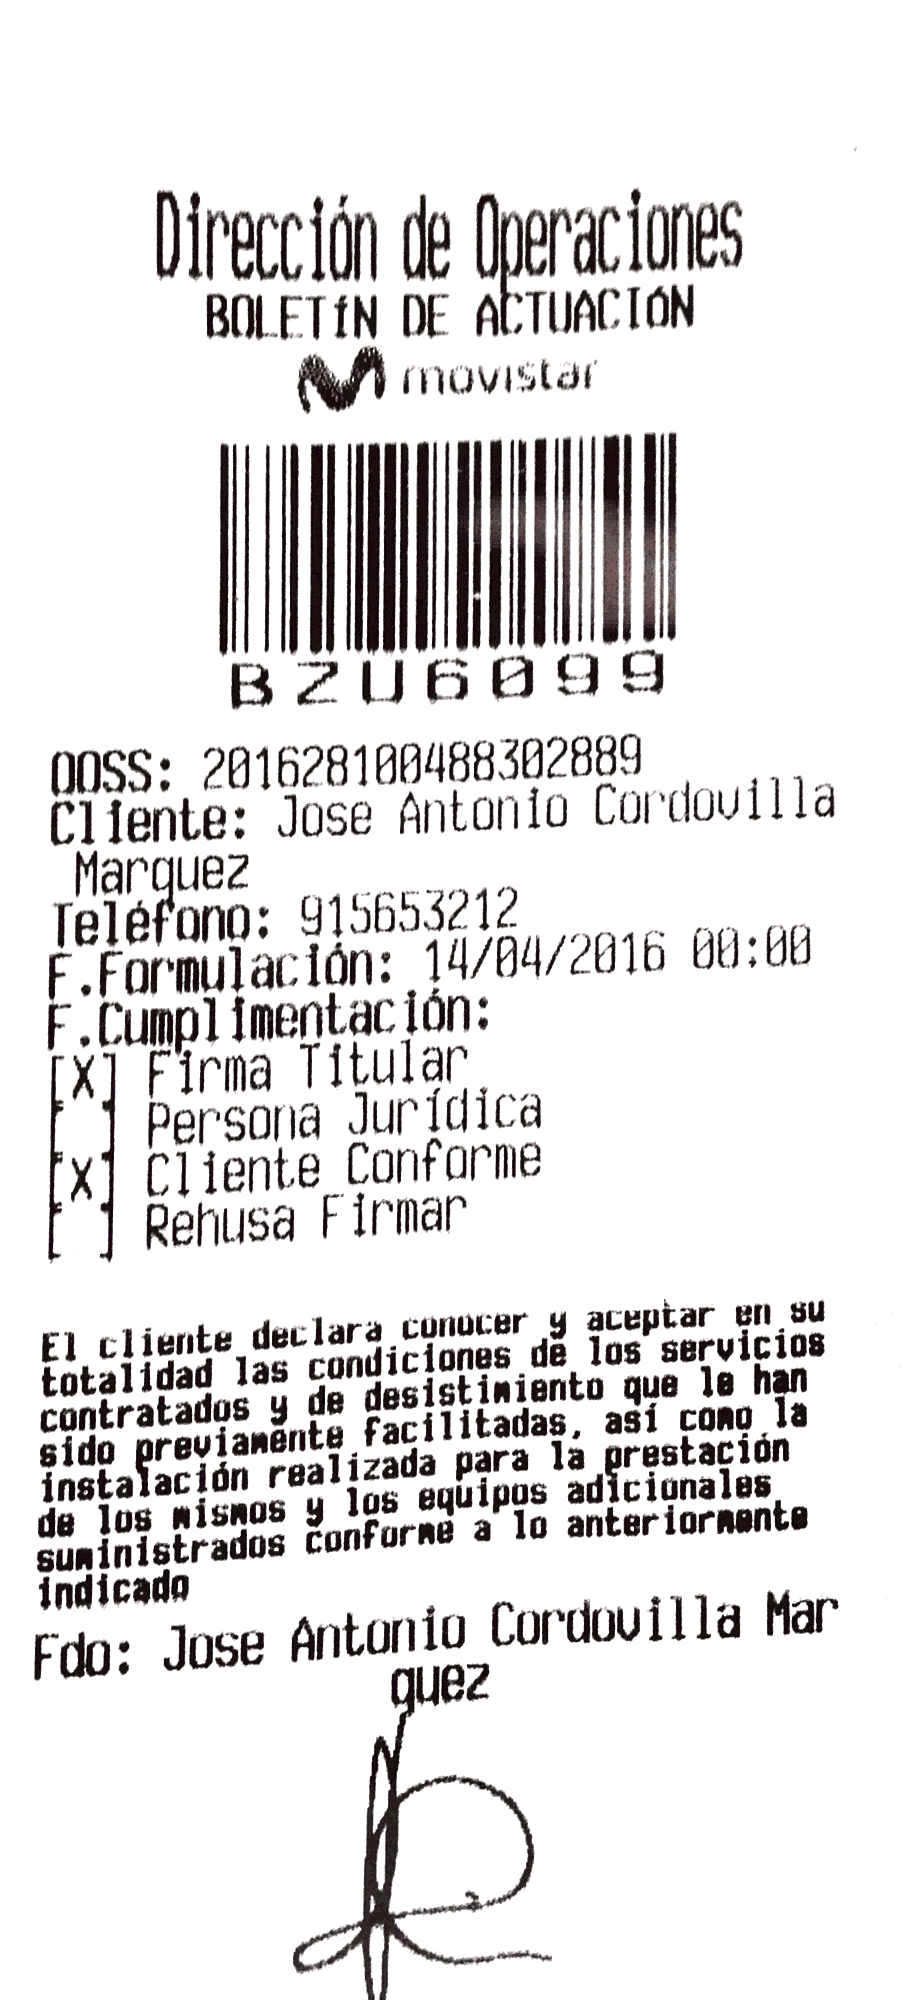 Dirección de Operaciones
BOLETíN DE ACTUACIÓN
movistar
BZU6099
OOSS: 201628100488302889
Cliente: Jose Antonio Cordovilla
Marquez
Teléfono: 915653212
F.Formulación: 14/04/2016 00:00
F.Cumplimentación:
[X] Firma Titular
[ ] Persona Jurídica
[X] Cliente Conforme
[ ] Rehusa Firmar
El cliente declara conocer y aceptar en su
totalidad las condiciones de los servicios
contratados y de desistimiento que le han
sido previamente facilitadas, así como la
instalación realizada para la prestación
de los mismos y los equipos adicionales
suministrados conforme a lo anteriormente
indicado
Fdo: Jose Antonio Cordovilla Mar
quez